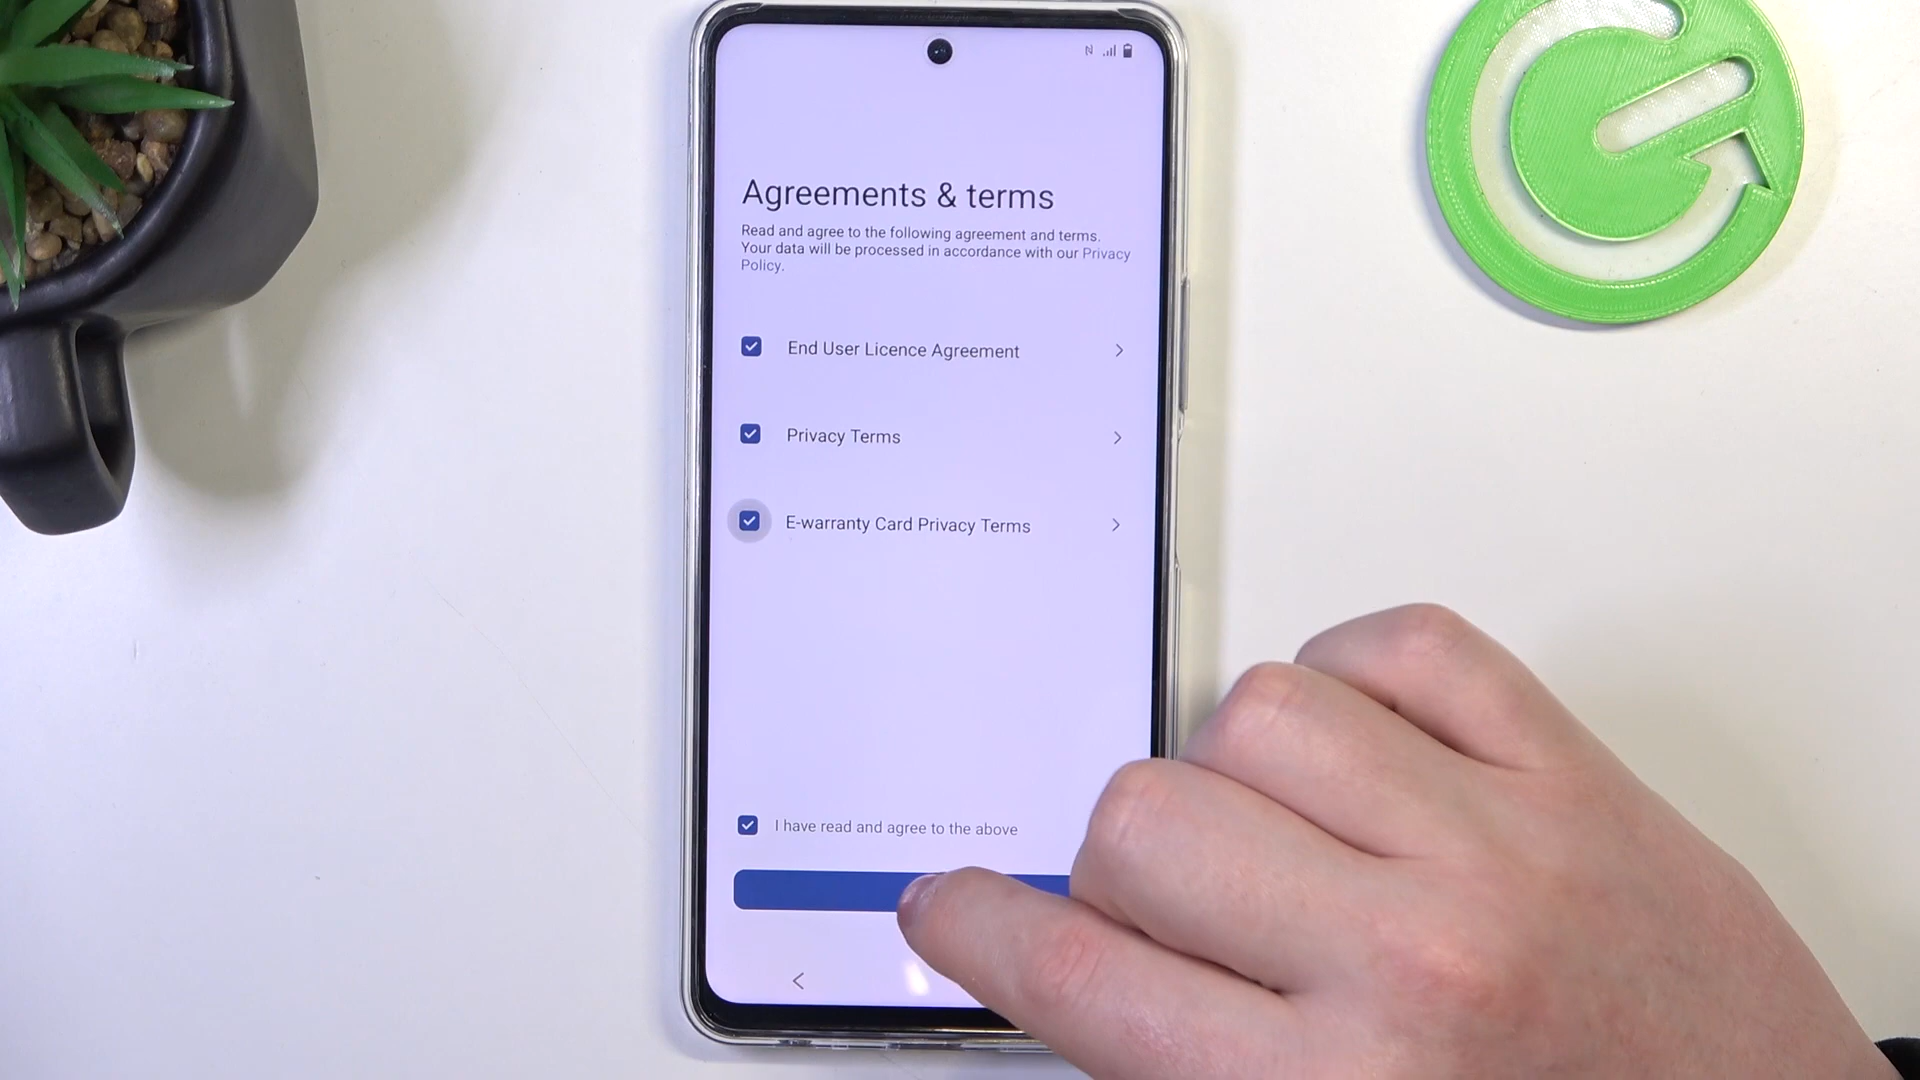 Agreements & terms
Read and agree to the following agreement and terms.
Your data will be processed in accordance with our Privacy
Policy.
End User Licence Agreement
Privacy Terms
E-warranty Card Privacy Terms
I have read and agree to the above